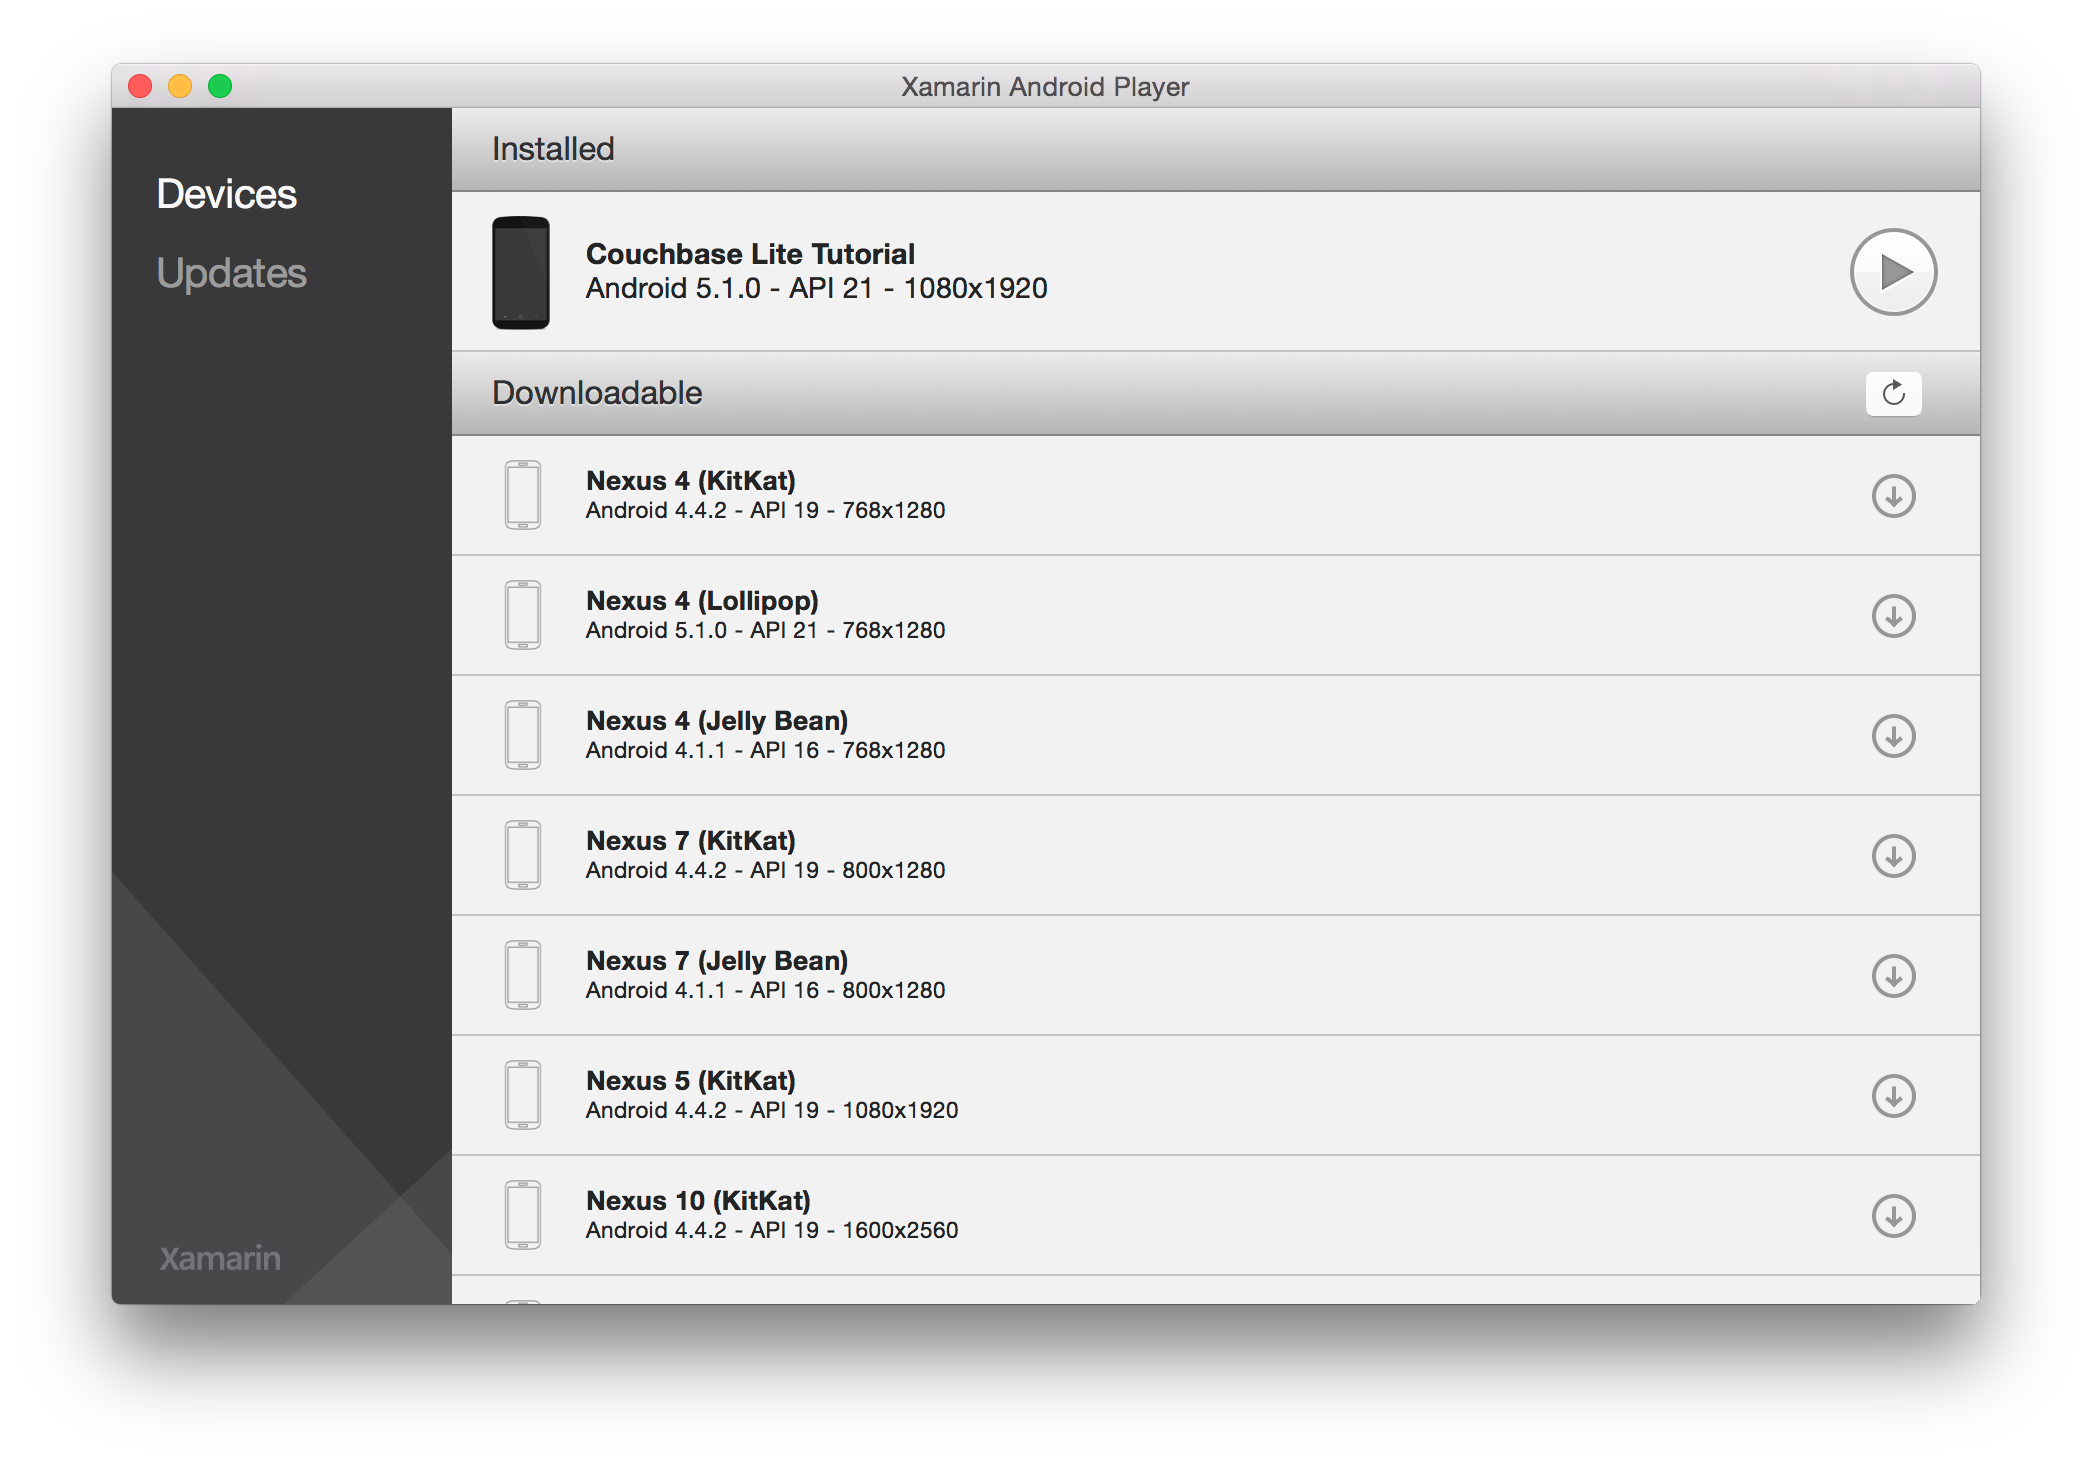 Xamarin Android Player
Devices
Updates
Xamarin
Installed
Couchbase Lite Tutorial
Android 5.1.0 - API 21 - 1080x1920
Downloadable
Nexus 4 (KitKat)
Android 4.4.2 - API 19 - 768x1280
Nexus 4 (Lollipop)
Android 5.1.0 - API 21 - 768x1280
Nexus 4 (Jelly Bean)
Android 4.1.1 - API 16 - 768x1280
Nexus 7 (KitKat)
Android 4.4.2 - API 19 - 800x1280
Nexus 7 (Jelly Bean)
Android 4.1.1 - API 16 - 800x1280
Nexus 5 (KitKat)
Android 4.4.2 - API 19 - 1080x1920
Nexus 10 (KitKat)
Android 4.4.2 - API 19 - 1600x2560